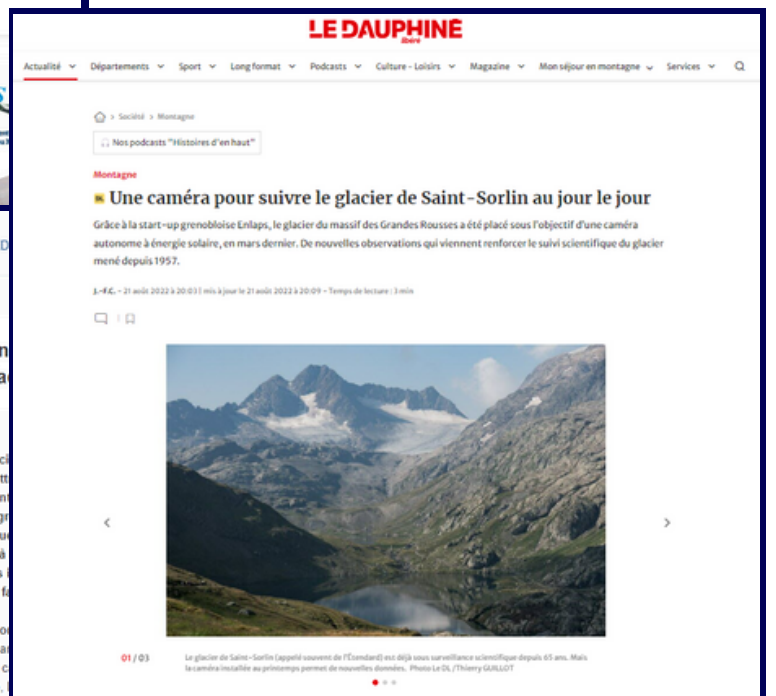 LE DAUPHINÉ
libéré
Actualité Départements Sport Long format Podcasts Culture - Loisirs Magazine Mon séjour en montagne Services
> Société > Montagne
Nos podcasts "Histoires d'en haut"
Montagne
Une caméra pour suivre le glacier de Saint-Sorlin au jour le jour
Grâce à la start-up grenobloise Enlaps, le glacier du massif des Grandes Rousses a été placé sous l'objectif d'une caméra
autonome à énergie solaire, en mars dernier. De nouvelles observations qui viennent renforcer le suivi scientifique du glacier
mené depuis 1957.
J.-F.C. - 21 août 2022 à 20:03 | mis à jour le 21 août 2022 à 20:09 - Temps de lecture : 3 min
01 / 03
Le glacier de Saint-Sorlin (appelé souvent de l'Étendard) est déjà sous surveillance scientifique depuis 65 ans. Mais
la caméra installée au printemps permet de nouvelles données. Photo Le DL /Thierry GUILLOT